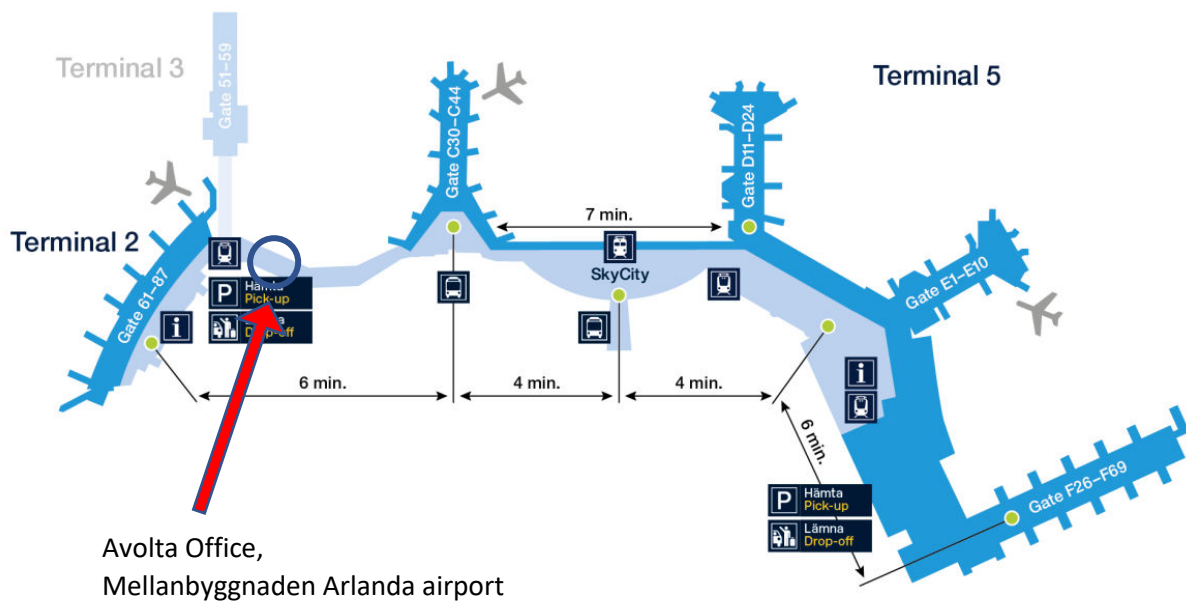 Terminal 3
Gate 51–59
Gate C30–C44
Terminal 5
Gate D11–D24
7 min.
Terminal 2
SkyCity
Gate E1–E10
Gate 61–87
P Hämta
Pick-up
Drop-off
i
i
6 min.
4 min.
4 min.
6 min.
P Hämta
Pick-up
Lämna
Drop-off
Gate F26–F69
Avolta Office,
Mellanbyggnaden Arlanda airport